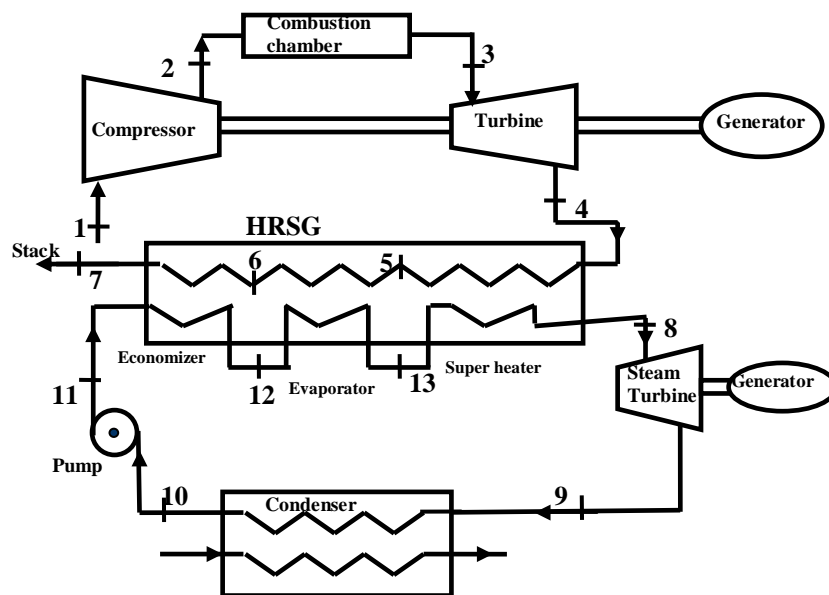 Combustion
chamber
2
3
Compressor
Turbine
Generator
1
4
HRSG
Stack
7
6
5
8
Economizer
Super heater
12
Evaporator
13
11
Steam
Turbine
Generator
Pump
10
Condenser
9